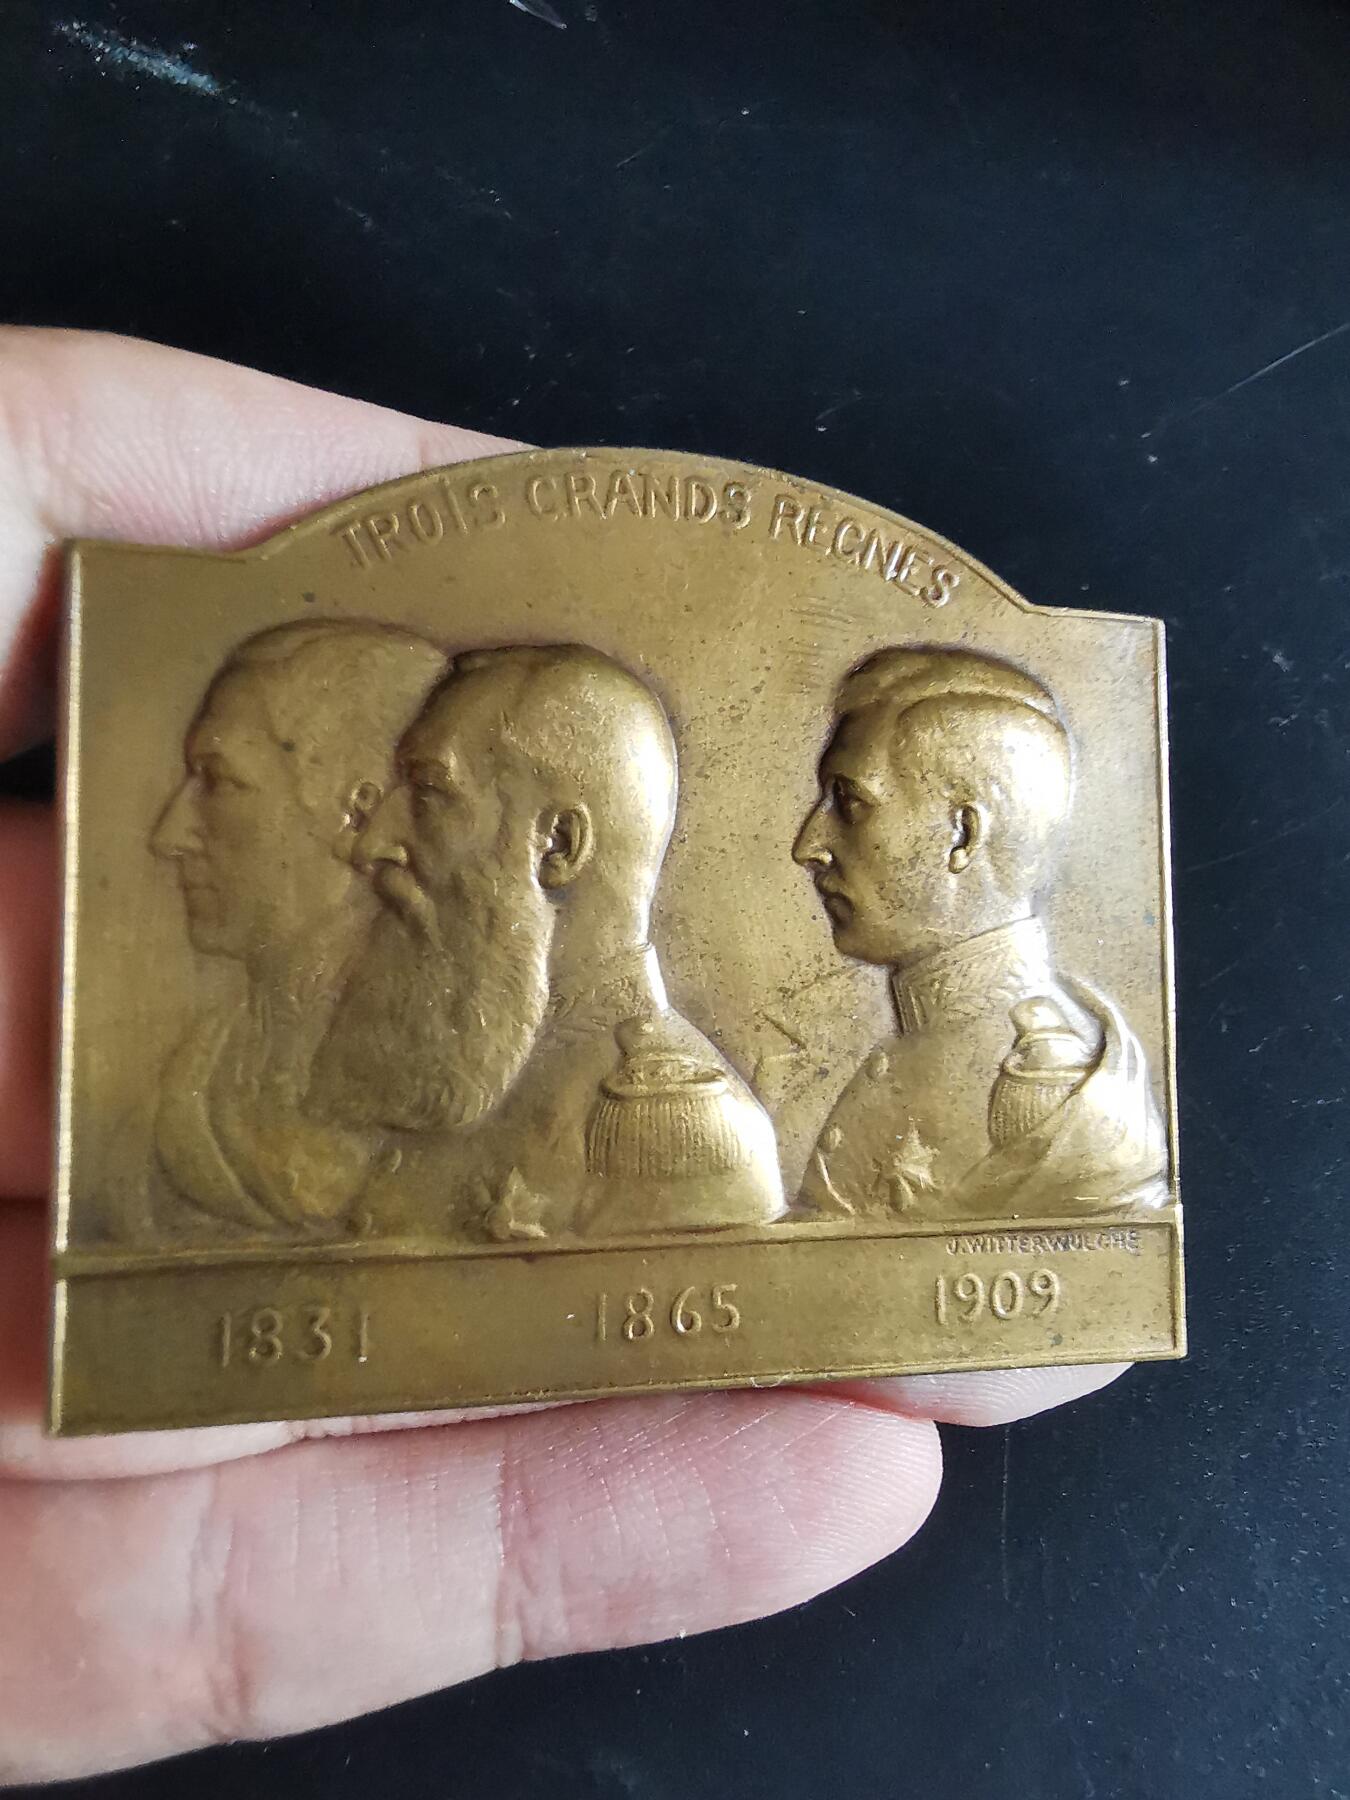 TROIS GRANDS REGNES
J. WITTERWULGHE
1831 1865 1909